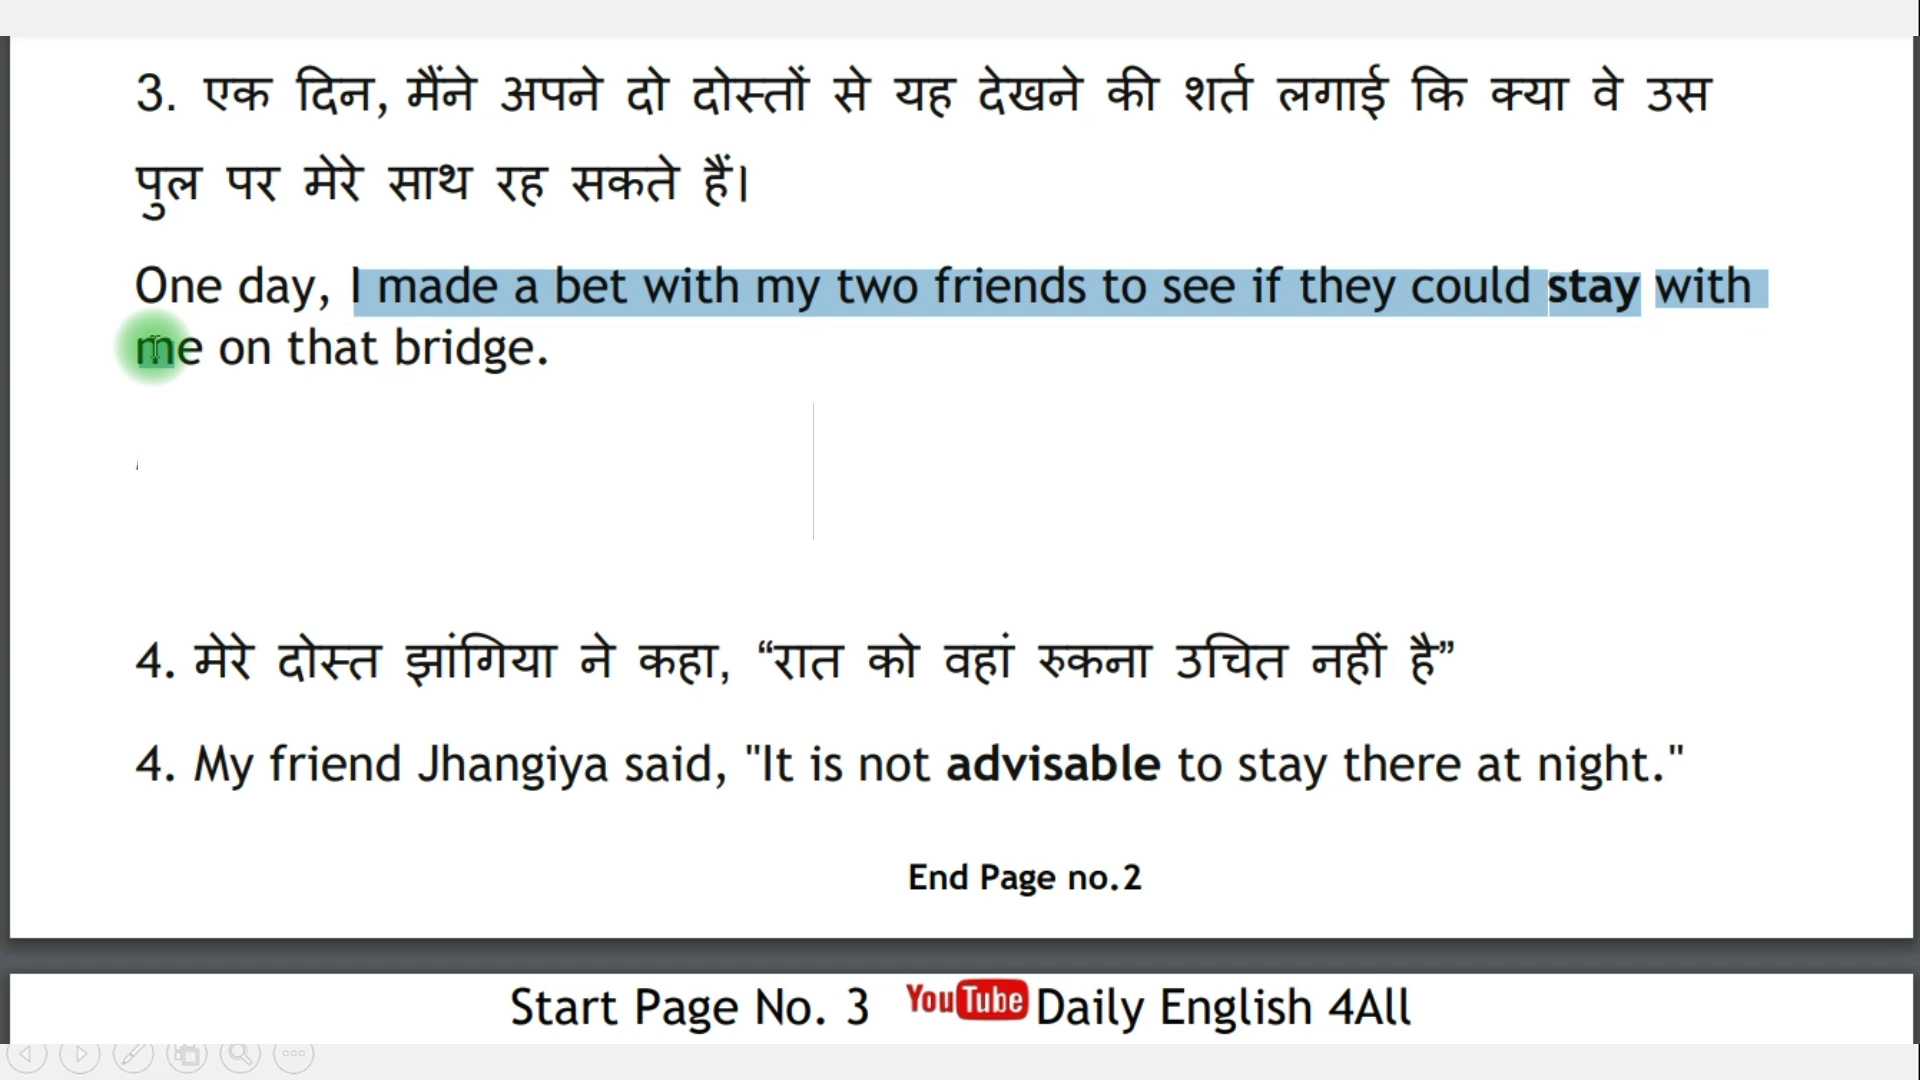 3. एक दिन, मैंने अपने दो दोस्तों से यह देखने की शर्त लगाई कि क्या वे उस
पुल पर मेरे साथ रह सकते हैं।
One day, I made a bet with my two friends to see if they could stay with
me on that bridge.
4. मेरे दोस्त झांगिया ने कहा, “रात को वहां रुकना उचित नहीं है”
4. My friend Jhangiya said, "It is not advisable to stay there at night."
End Page no.2
Start Page No. 3 YouTube Daily English 4All